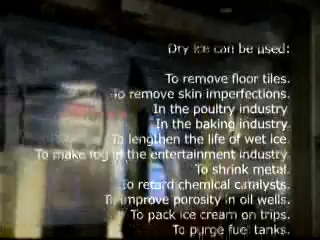 Dry Ice can be used:
To remove floor tiles.
To remove skin imperfections.
In the poultry industry
In the baking industry
To lengthen the life of wet ice
To make fog in the entertainment industry
To shrink metal
To retard chemical catalysts.
To improve porosity in oil wells.
To pack ice cream on trips.
To purge fuel tanks.